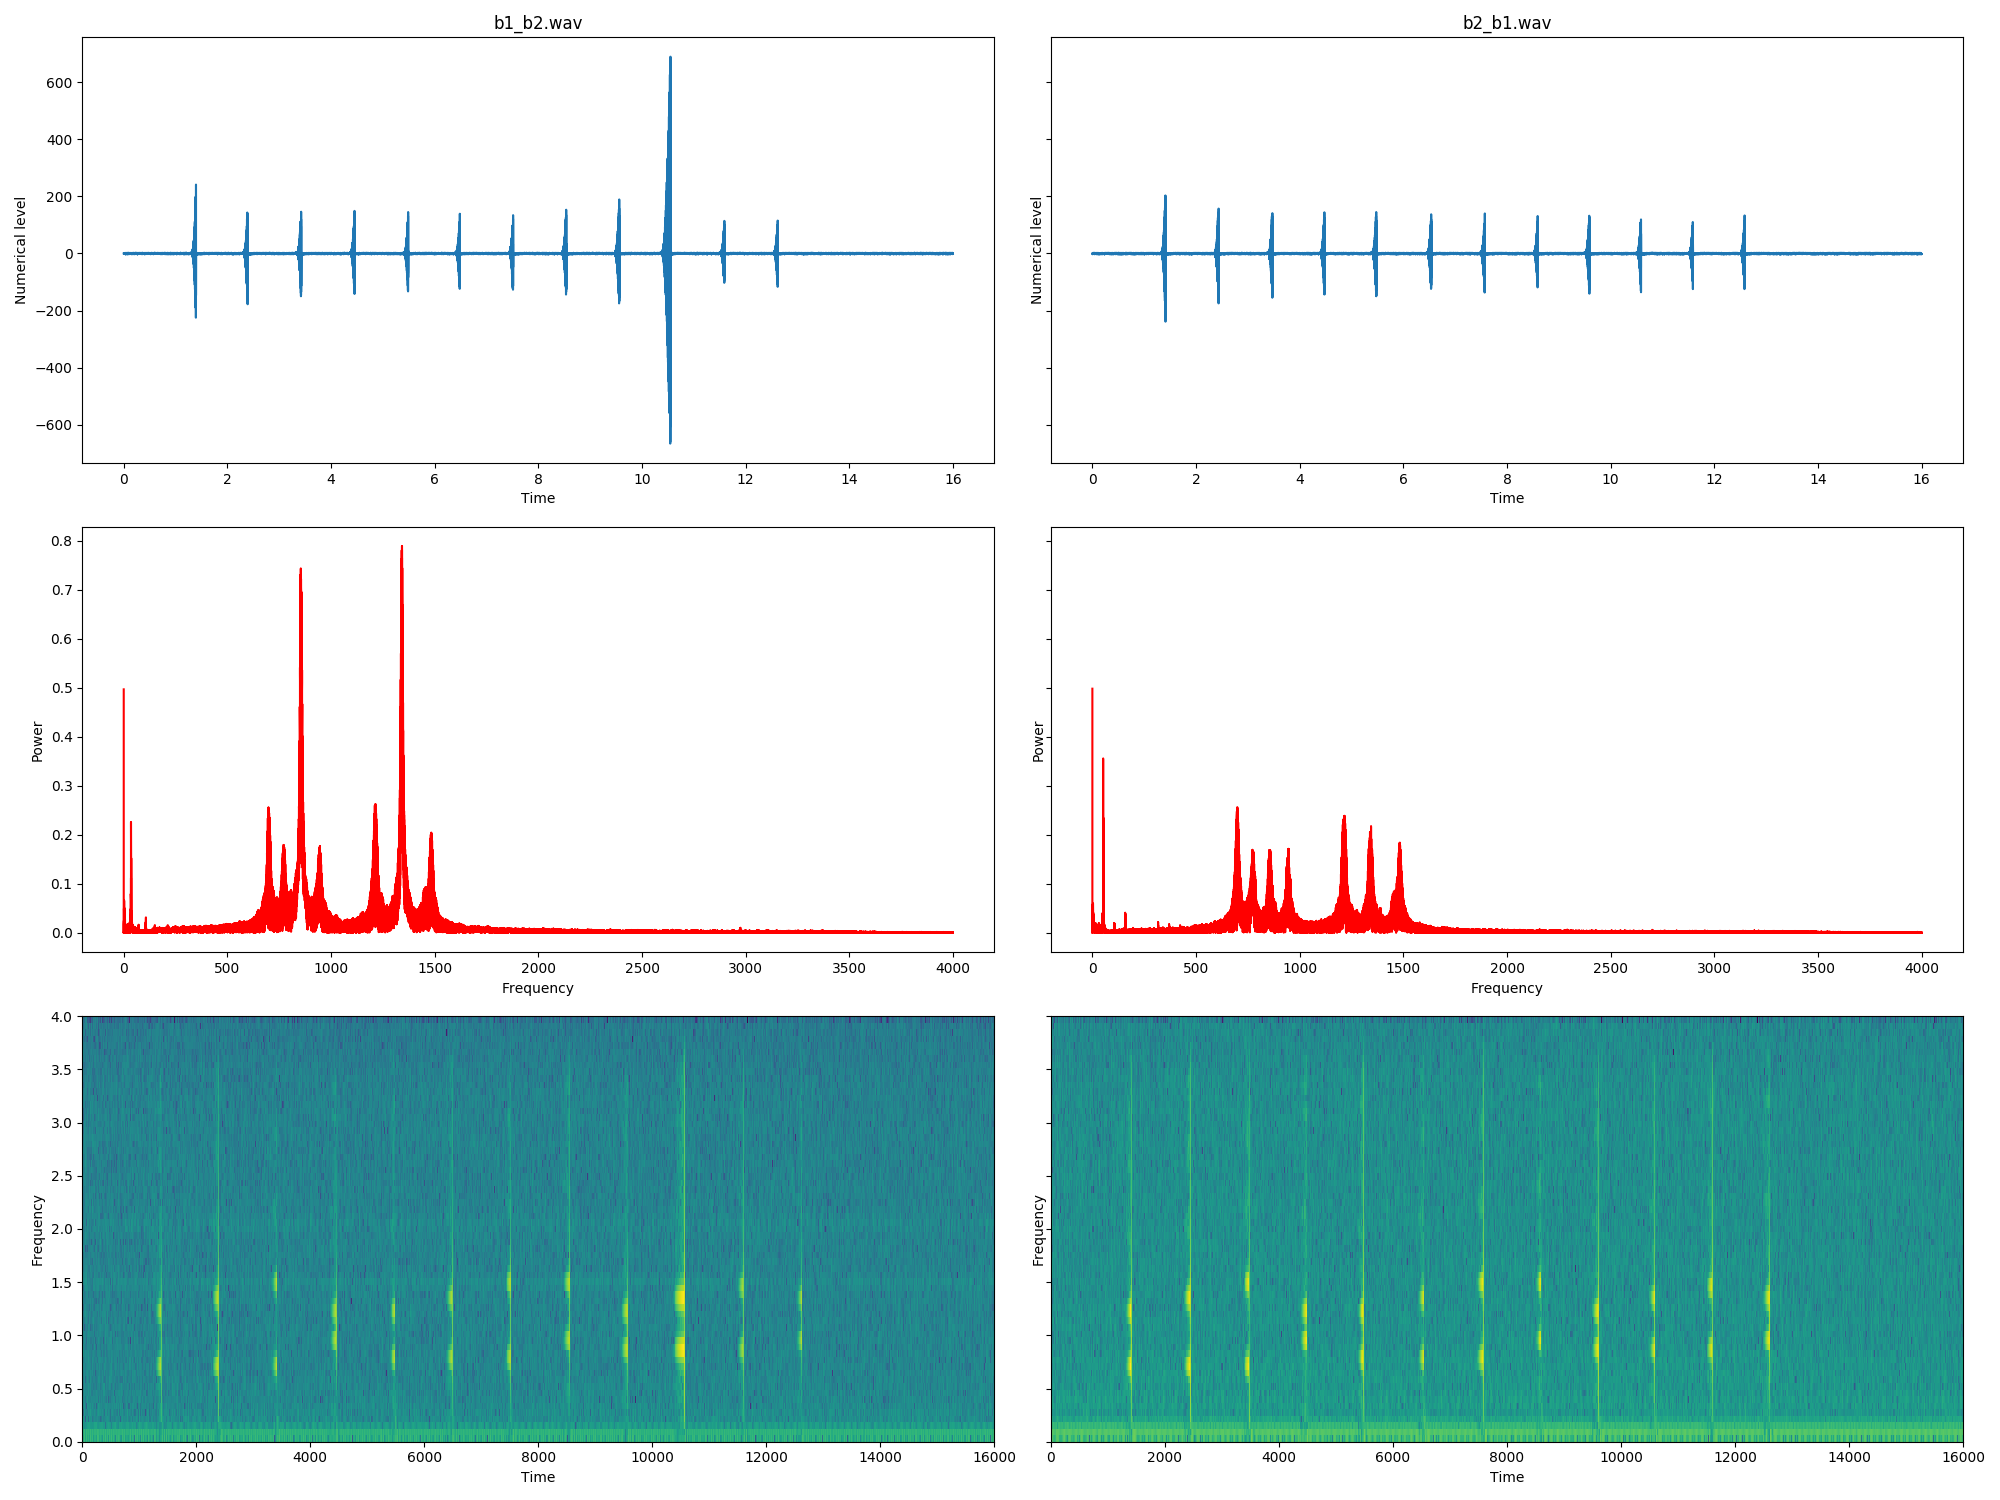 b1_b2.wav
b2_b1.wav
600
400
200
0
−200
−400
−600
Numerical level
Numerical level
0 2 4 6 8 10 12 14 16
0 2 4 6 8 10 12 14 16
Time
Time
0.8
0.7
0.6
0.5
0.4
0.3
0.2
0.1
0.0
Power
Power
0 500 1000 1500 2000 2500 3000 3500 4000
0 500 1000 1500 2000 2500 3000 3500 4000
Frequency
Frequency
4.0
3.5
3.0
2.5
2.0
1.5
1.0
0.5
0.0
Frequency
Frequency
0 2000 4000 6000 8000 10000 12000 14000 16000
0 2000 4000 6000 8000 10000 12000 14000 16000
Time
Time